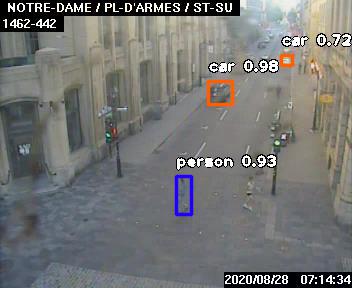 NOTRE-DAME / PL-D'ARMES / ST-SU
1462-442
car 0.72
car 0.98
person 0.93
2020/08/28 07:14:34